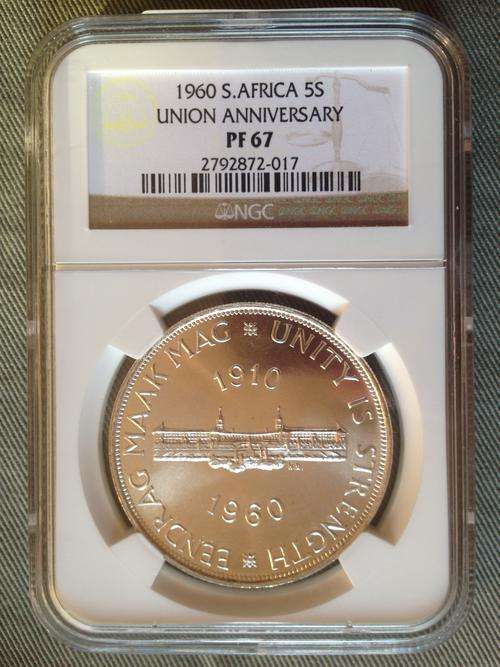 1960 S.AFRICA 5S
UNION ANNIVERSARY
PF 67
2792872-017
NGC
EENDRAG MAAK MAG ※ UNITY IS STRENGTH ※
1910
1960